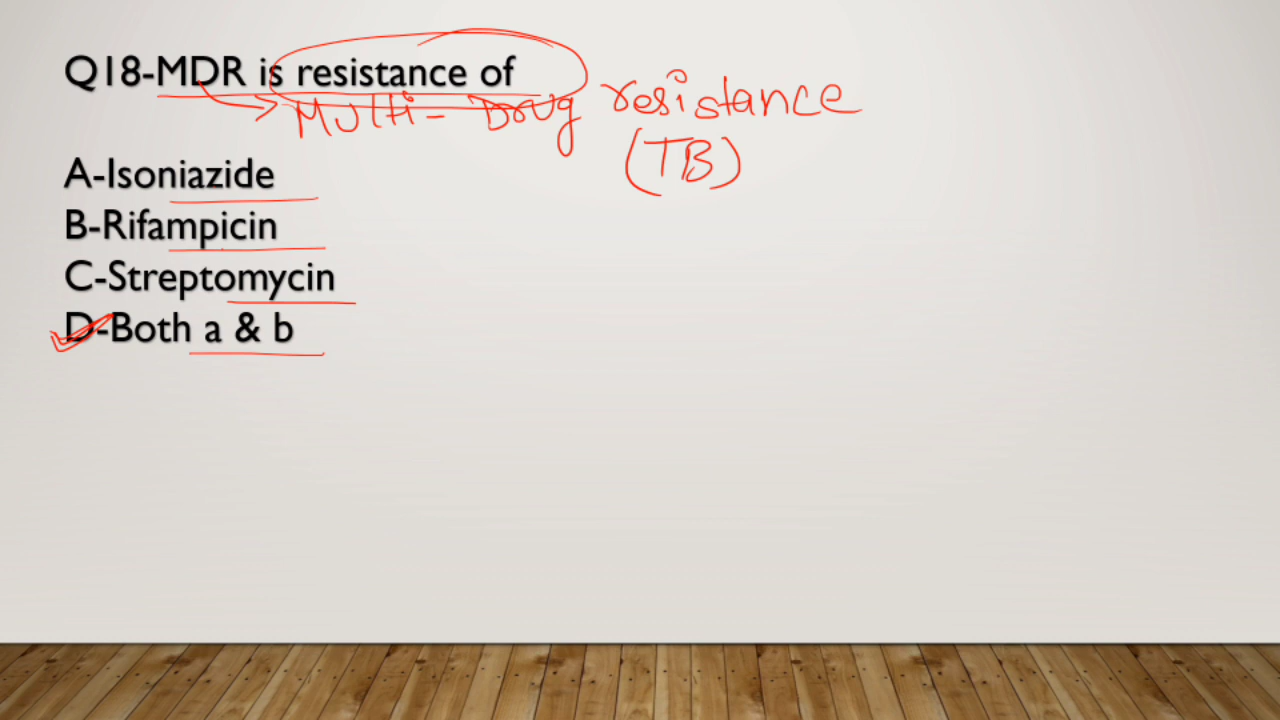 Q18-MDR is resistance of
Multi- Drug resistance
(TB)
A-Isoniazide
B-Rifampicin
C-Streptomycin
D-Both a & b